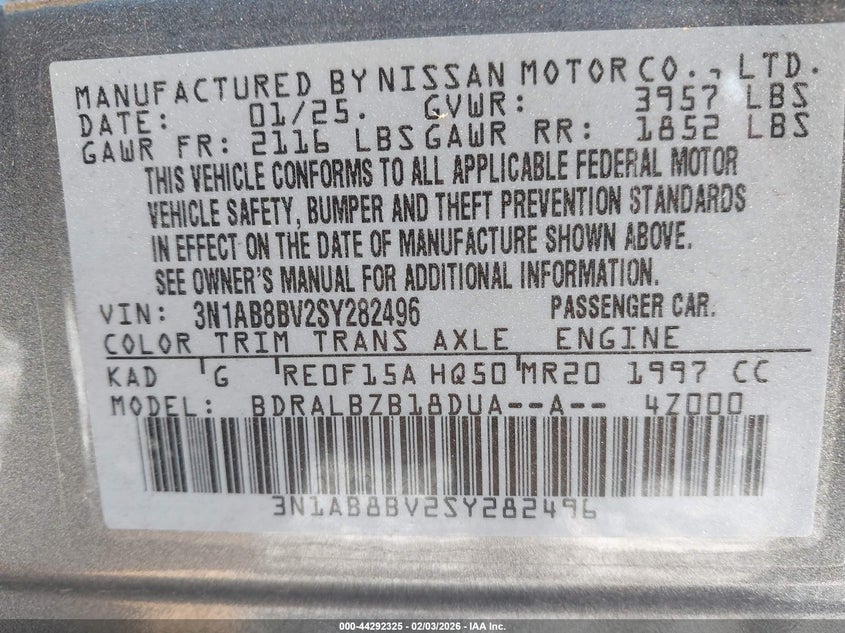 MANUFACTURED BY NISSAN MOTOR CO., LTD.
DATE: 01/25. GVWR: 3957 LBS
GAWR FR: 2116 LBS GAWR RR: 1852 LBS
THIS VEHICLE CONFORMS TO ALL APPLICABLE FEDERAL MOTOR
VEHICLE SAFETY, BUMPER AND THEFT PREVENTION STANDARDS
IN EFFECT ON THE DATE OF MANUFACTURE SHOWN ABOVE.
SEE OWNER'S MANUAL FOR ADDITIONAL INFORMATION.
VIN: 3N1AB8BV2SY282496 PASSENGER CAR.
COLOR TRIM TRANS AXLE ENGINE
KAD G RE0F15A HQ50 MR20 1997 CC
MODEL: BDRALBZB18DUA--A-- 4Z000
3N1AB8BV2SY282496
000-44292325 | 02/03/2026 - IAA Inc.